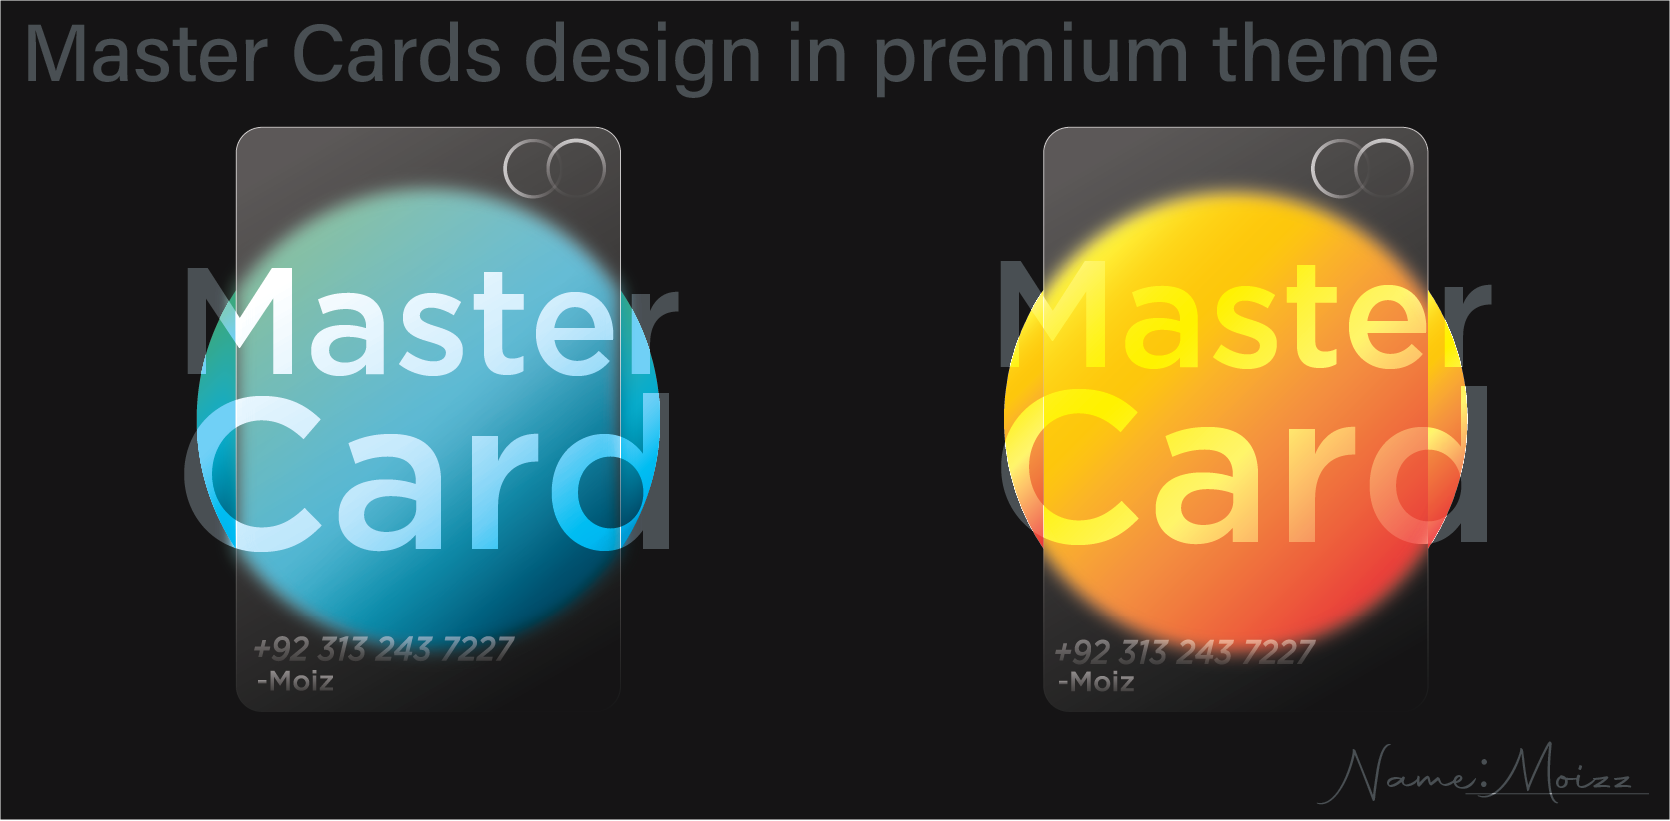 Master Cards design in premium theme
Master
Card
+92 313 243 7227
-Moiz
Master
Card
+92 313 243 7227
-Moiz
Name: Moizz